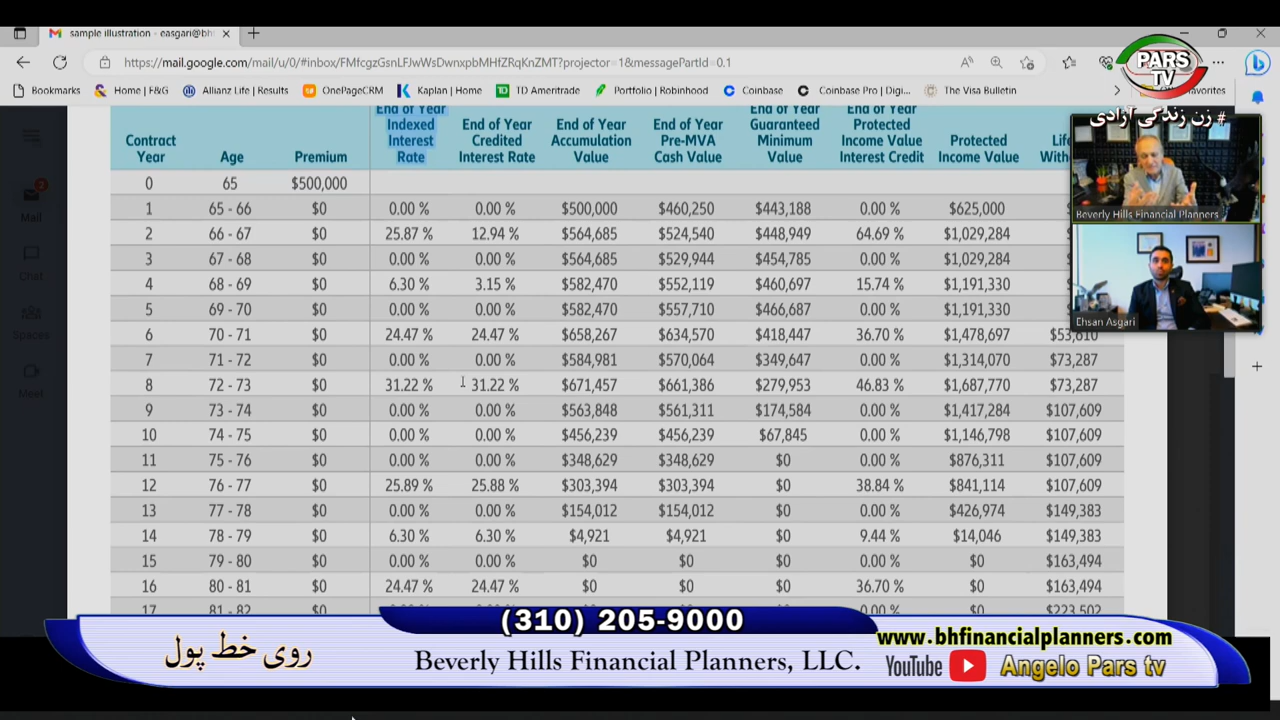 sample illustration - easgari@bh
https://mail.google.com/mail/u/0/#inbox/FMfcgzGsnLFJwWsDwnxpbMHfZRqKnZMT?projector=1&messagePartId=0.1
Bookmarks Home | F&G Allianz Life | Results OnePageCRM Kaplan | Home TD Ameritrade Portfolio | Robinhood Coinbase Coinbase Pro | Digi... The Visa Bulletin Favorites
PARS
TV
# زن زندگی آزادی
Contract Year Age Premium End of Year Indexed Interest Rate End of Year Credited Interest Rate End of Year Accumulation Value End of Year Pre-MVA Cash Value End of Year Guaranteed Minimum Value End of Year Protected Income Value Interest Credit Protected Income Value
0 65 $500,000
1 65 - 66 $0 0.00 % 0.00 % $500,000 $460,250 $443,188 0.00 % $625,000
2 66 - 67 $0 25.87 % 12.94 % $564,685 $524,540 $448,949 64.69 % $1,029,284
3 67 - 68 $0 0.00 % 0.00 % $564,685 $529,944 $454,785 0.00 % $1,029,284
4 68 - 69 $0 6.30 % 3.15 % $582,470 $552,119 $460,697 15.74 % $1,191,330
5 69 - 70 $0 0.00 % 0.00 % $582,470 $557,710 $466,687 0.00 % $1,191,330
6 70 - 71 $0 24.47 % 24.47 % $658,267 $634,570 $418,447 36.70 % $1,478,697 $53,610
7 71 - 72 $0 0.00 % 0.00 % $584,981 $570,064 $349,647 0.00 % $1,314,070 $73,287
8 72 - 73 $0 31.22 % 31.22 % $671,457 $661,386 $279,953 46.83 % $1,687,770 $73,287
9 73 - 74 $0 0.00 % 0.00 % $563,848 $561,311 $174,584 0.00 % $1,417,284 $107,609
10 74 - 75 $0 0.00 % 0.00 % $456,239 $456,239 $67,845 0.00 % $1,146,798 $107,609
11 75 - 76 $0 0.00 % 0.00 % $348,629 $348,629 $0 0.00 % $876,311 $107,609
12 76 - 77 $0 25.89 % 25.88 % $303,394 $303,394 $0 38.84 % $841,114 $107,609
13 77 - 78 $0 0.00 % 0.00 % $154,012 $154,012 $0 0.00 % $426,974 $149,383
14 78 - 79 $0 6.30 % 6.30 % $4,921 $4,921 $0 9.44 % $14,046 $149,383
15 79 - 80 $0 0.00 % 0.00 % $0 $0 $0 0.00 % $0 $163,494
16 80 - 81 $0 24.47 % 24.47 % $0 $0 $0 36.70 % $0 $163,494
17 81 - 82 $0 $0 $0 $0 0.00 % $0 $223,502
Mail
Chat
Spaces
Meet
2
Beverly Hills Financial Planners
Ehsan Asgari
(310) 205-9000
روی خط پول
Beverly Hills Financial Planners, LLC.
www.bhfinancialplanners.com
YouTube Angelo Pars tv